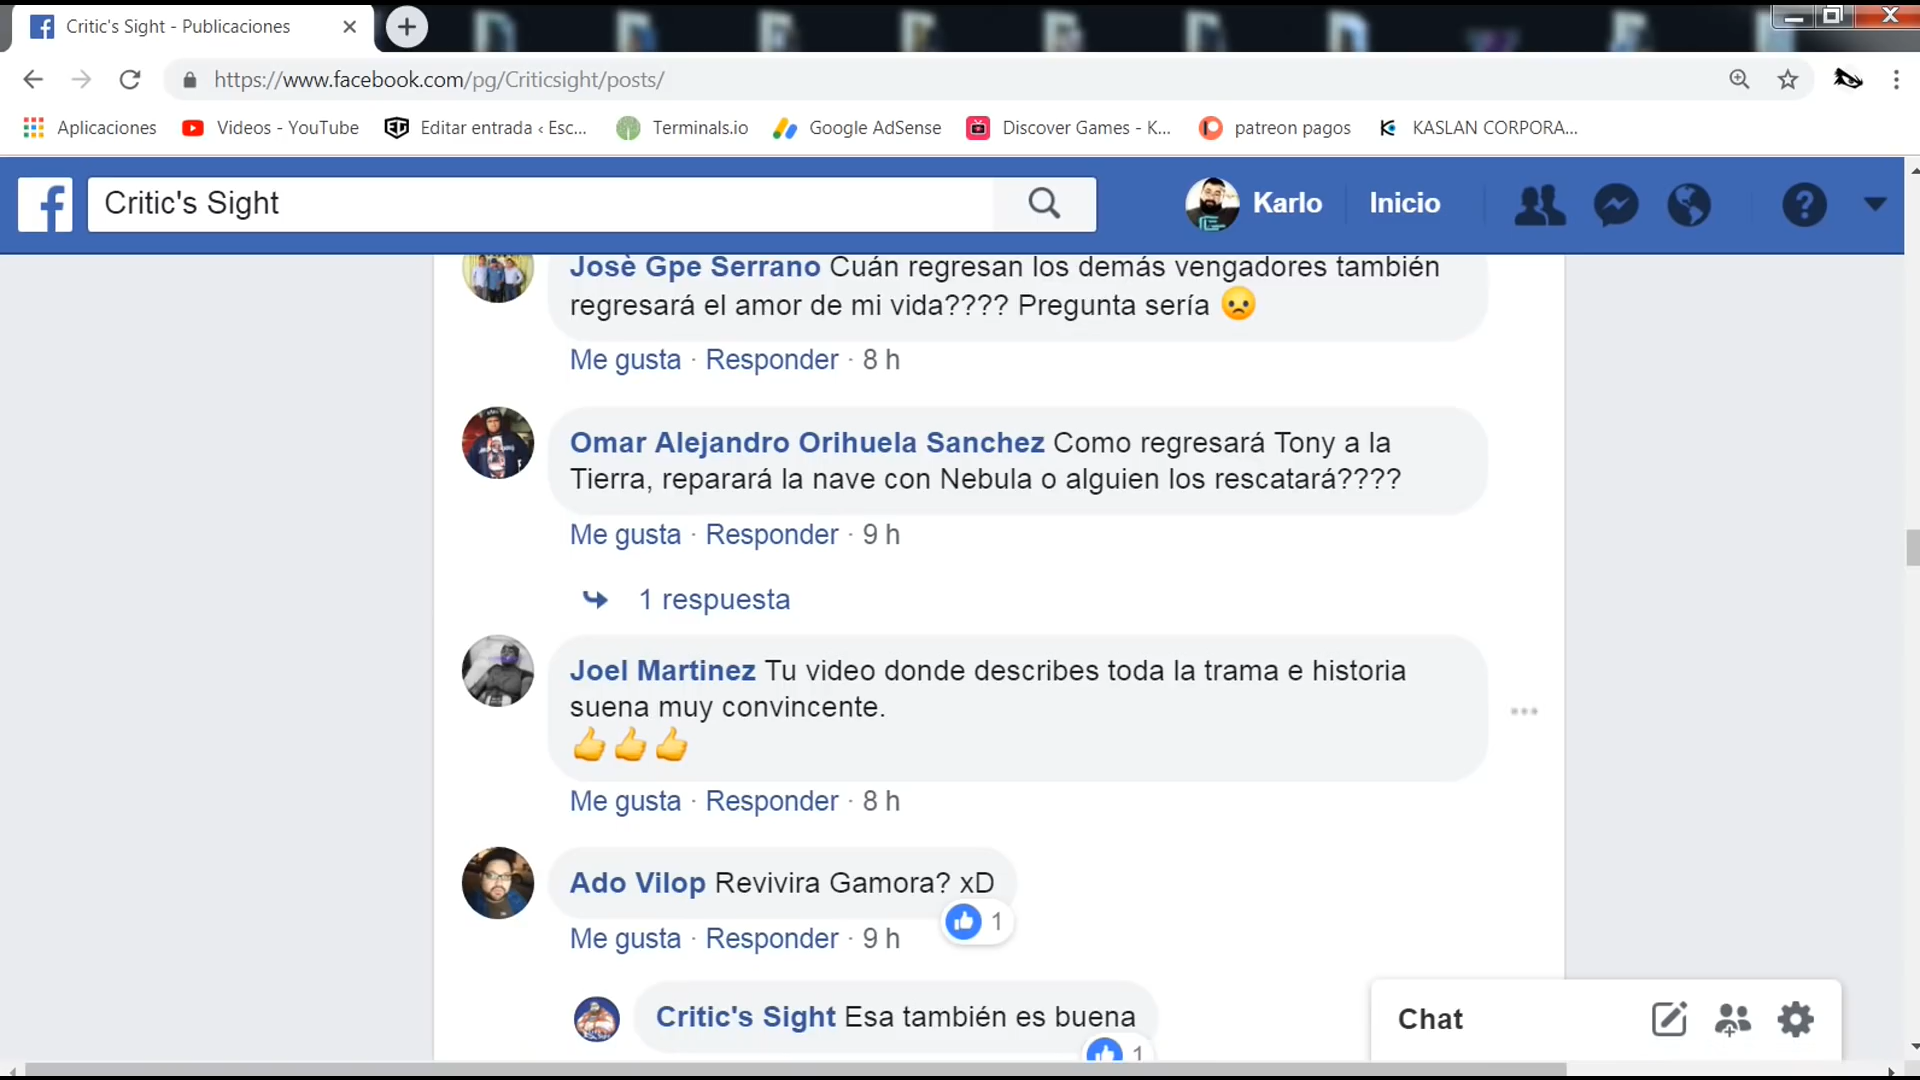 Critic's Sight - Publicaciones
https://www.facebook.com/pg/Criticsight/posts/
Aplicaciones Videos - YouTube Editar entrada ‹ Esc... Terminals.io Google AdSense Discover Games - K... patreon pagos KASLAN CORPORA...
Critic's Sight Karlo Inicio
Josè Gpe Serrano Cuán regresan los demás vengadores también
regresará el amor de mi vida???? Pregunta sería ☹️
Me gusta · Responder · 8 h
Omar Alejandro Orihuela Sanchez Como regresará Tony a la
Tierra, reparará la nave con Nebula o alguien los rescatará????
Me gusta · Responder · 9 h
1 respuesta
Joel Martinez Tu video donde describes toda la trama e historia
suena muy convincente.
👍👍👍
Me gusta · Responder · 8 h
Ado Vilop Revivira Gamora? xD
1
Me gusta · Responder · 9 h
Critic's Sight Esa también es buena
1
Chat